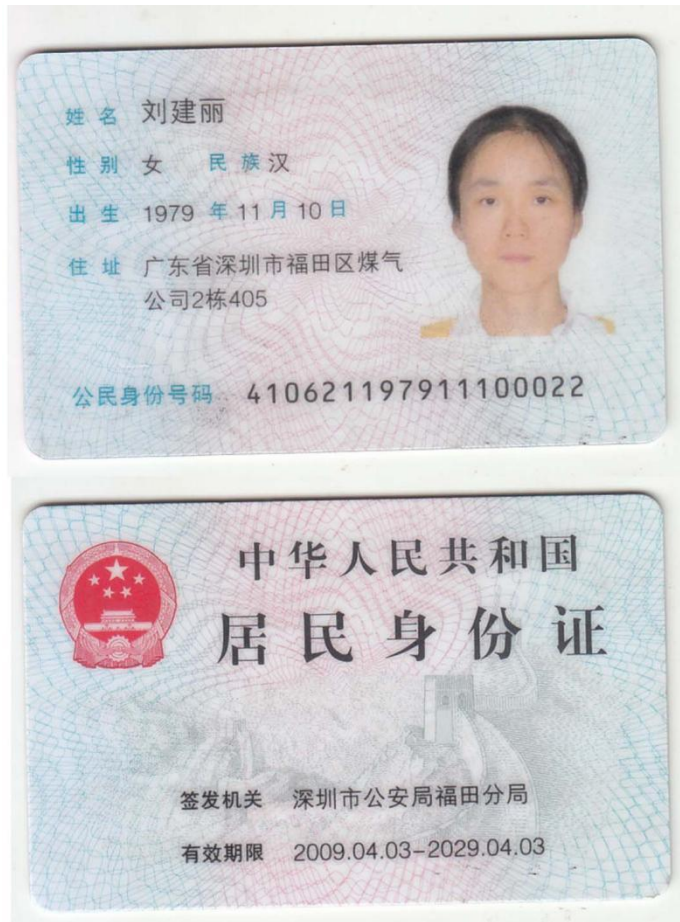 姓名 刘建丽
性别 女 民族 汉
出生 1979 年 11 月 10 日
住址 广东省深圳市福田区煤气
公司2栋405
公民身份号码 410621197911100022
中华人民共和国
居民身份证
签发机关 深圳市公安局福田分局
有效期限 2009.04.03-2029.04.03